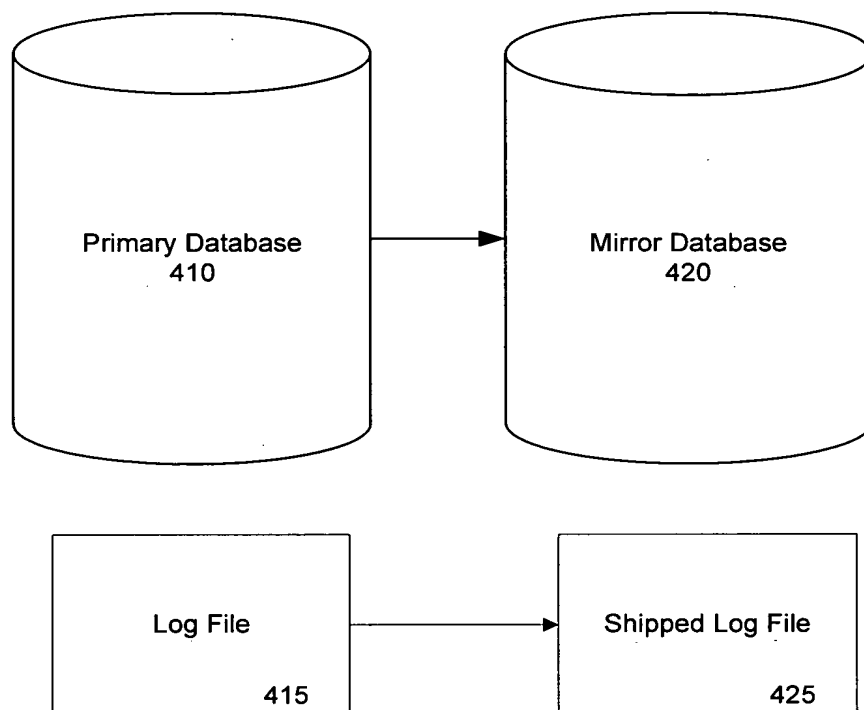 Primary Database
410
Mirror Database
420
Log File
415
Shipped Log File
425